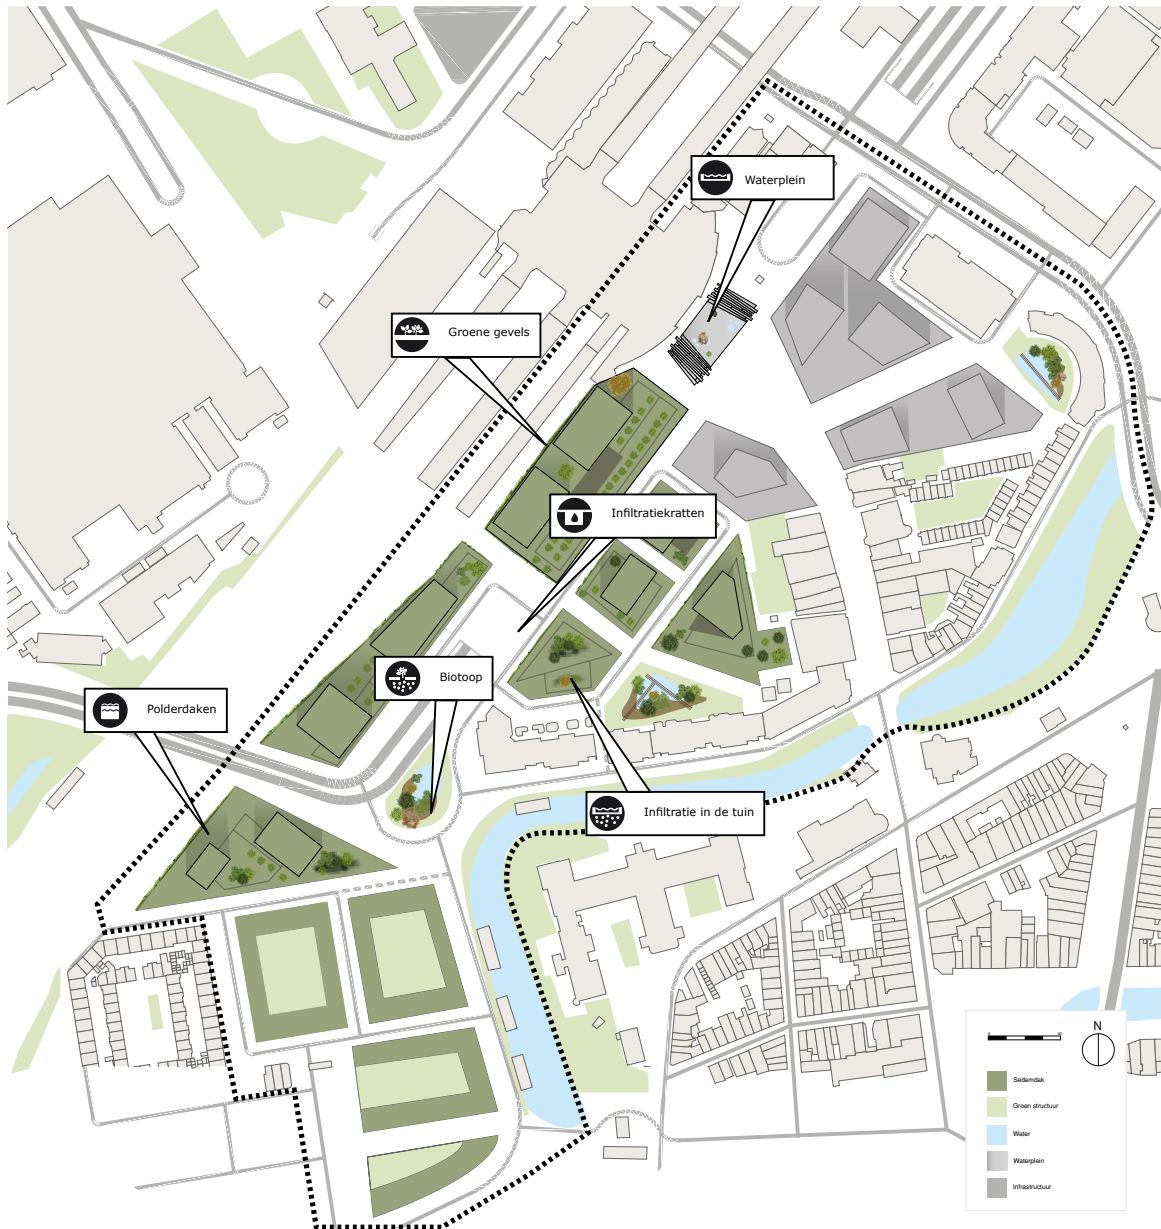 Waterplein
Groene gevels
Infiltratiekratten
Biotoop
Polderdaken
Infiltratie in de tuin
N
Sedemdak
Groen structuur
Water
Waterplein
Infrastructuur